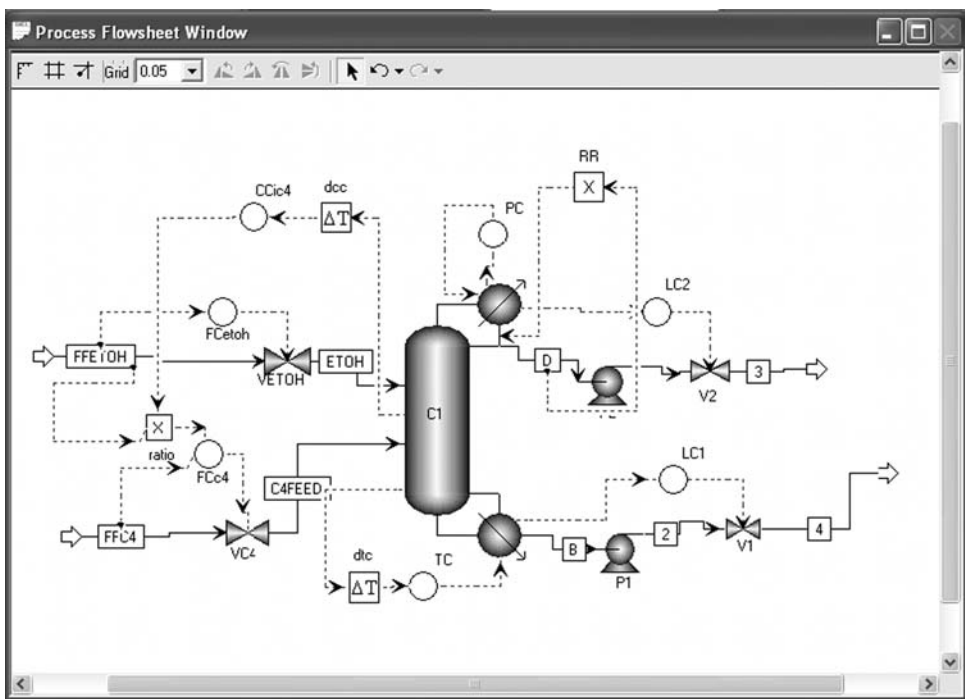 Process Flowsheet Window
Grid 0.05
RR
X
CCic4
dcc
ΔT
PC
LC2
FCetoh
FFETOH
VETOH
ETOH
D
V2
3
C1
X
ratio
FCc4
LC1
C4FEED
FFC4
VC4
dtc
TC
ΔT
B
P1
2
V1
4